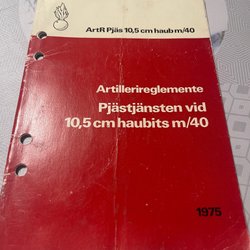 ArtR Pjäs 10,5 cm haub m/40
Artillerireglemente
Pjästjänsten vid
10,5 cm haubits m/40
1975